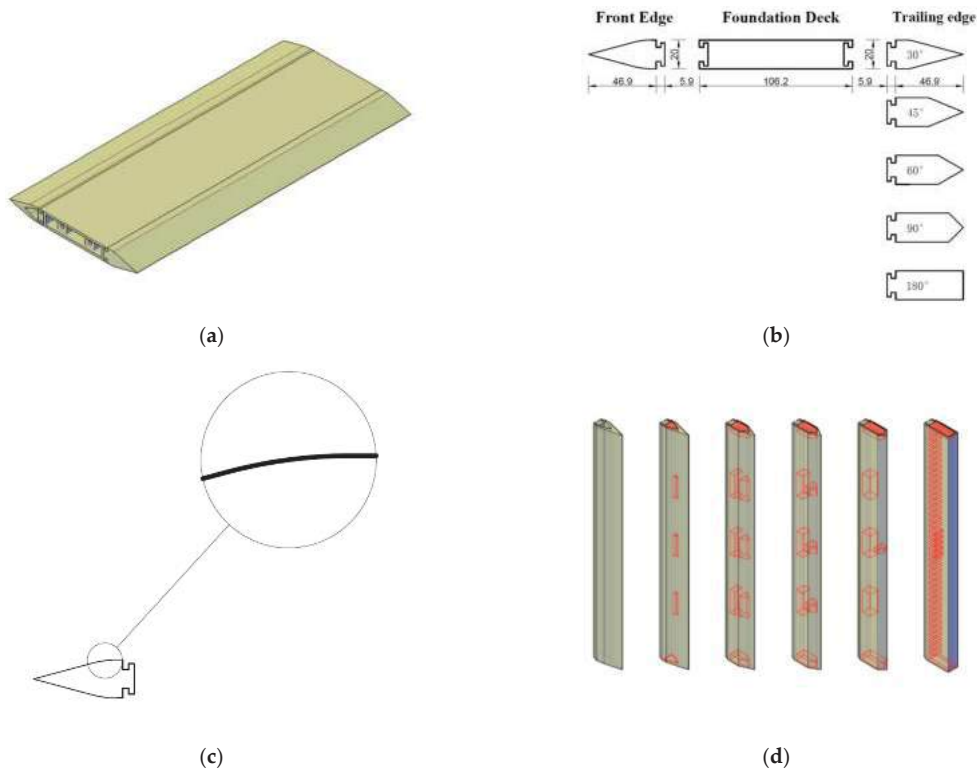 Front Edge Foundation Deck Trailing edge
20 20 30°
46.9 5.9 106.2 5.9 46.9
45°
60°
90°
180°
(a) (b)
(c) (d)